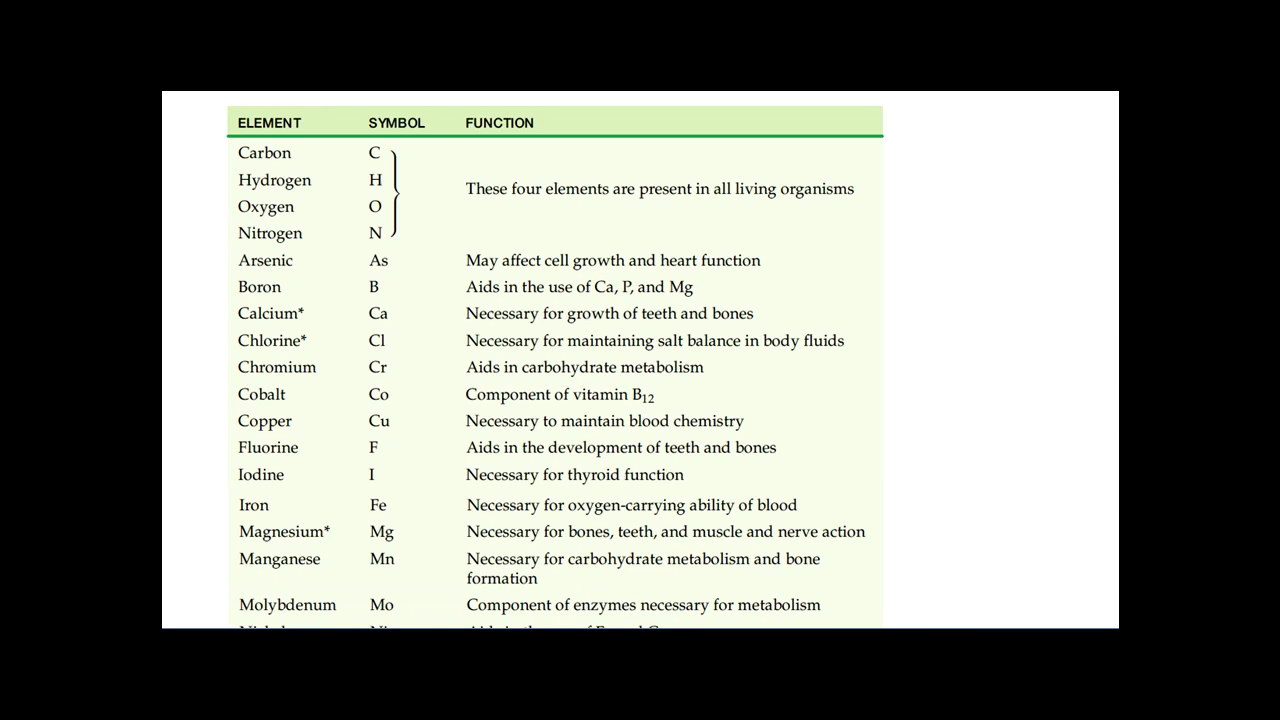 ELEMENT SYMBOL FUNCTION
Carbon C
Hydrogen H
These four elements are present in all living organisms
Oxygen O
Nitrogen N
Arsenic As May affect cell growth and heart function
Boron B Aids in the use of Ca, P, and Mg
Calcium* Ca Necessary for growth of teeth and bones
Chlorine* Cl Necessary for maintaining salt balance in body fluids
Chromium Cr Aids in carbohydrate metabolism
Cobalt Co Component of vitamin B12
Copper Cu Necessary to maintain blood chemistry
Fluorine F Aids in the development of teeth and bones
Iodine I Necessary for thyroid function
Iron Fe Necessary for oxygen-carrying ability of blood
Magnesium* Mg Necessary for bones, teeth, and muscle and nerve action
Manganese Mn Necessary for carbohydrate metabolism and bone
formation
Molybdenum Mo Component of enzymes necessary for metabolism